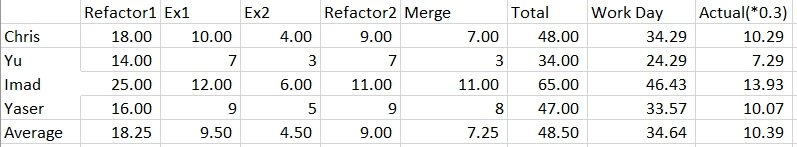 Refactor1 Ex1 Ex2 Refactor2 Merge Total Work Day Actual(*0.3)
Chris 18.00 10.00 4.00 9.00 7.00 48.00 34.29 10.29
Yu 14.00 7 3 7 3 34.00 24.29 7.29
Imad 25.00 12.00 6.00 11.00 11.00 65.00 46.43 13.93
Yaser 16.00 9 5 9 8 47.00 33.57 10.07
Average 18.25 9.50 4.50 9.00 7.25 48.50 34.64 10.39